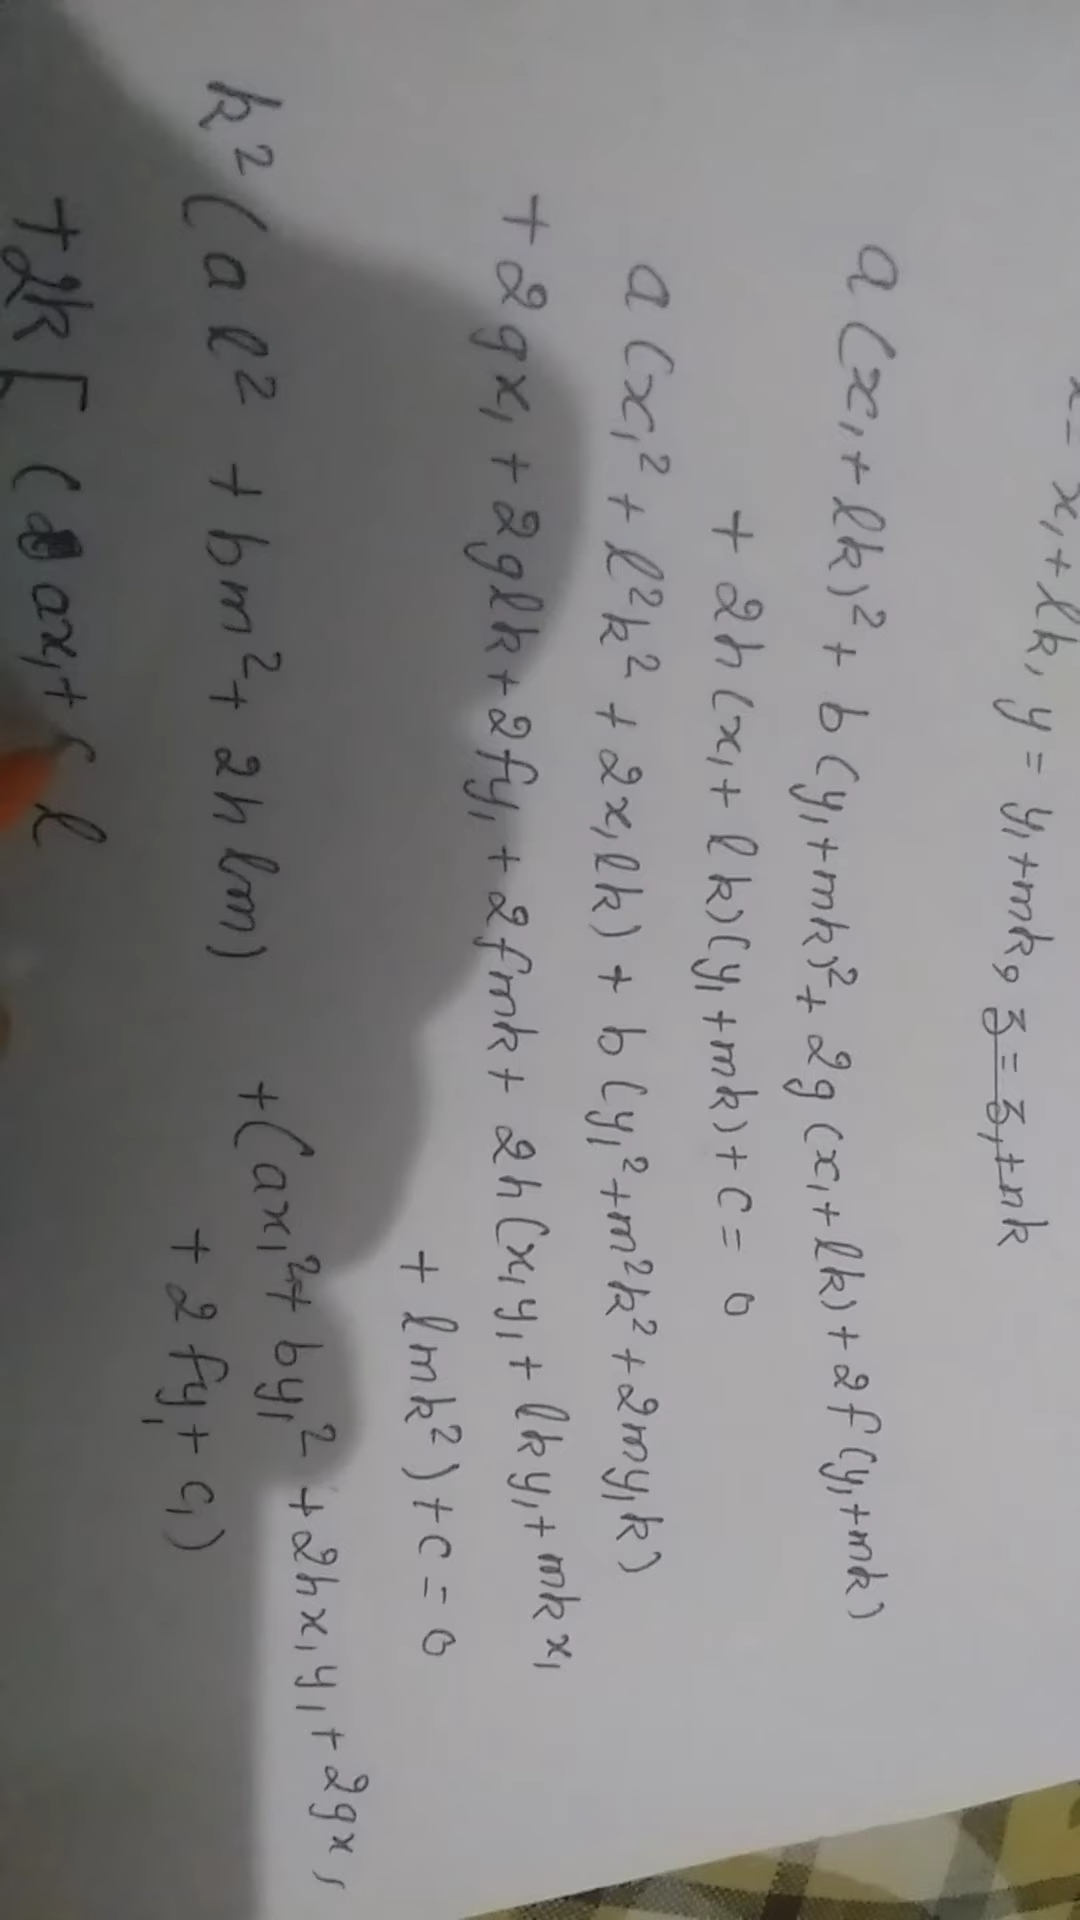 x = x₁ + lk, y = y₁ + mk, z = z₁ + nk
a(x₁ + lk)² + b(y₁ + mk)² + 2g(x₁ + lk) + 2f(y₁ + mk)
+ 2h(x₁ + lk)(y₁ + mk) + c = 0
a(x₁² + l²k² + 2x₁lk) + b(y₁² + m²k² + 2my₁k)
+ 2gx₁ + 2glk + 2fy₁ + 2fmk + 2h(x₁y₁ + lky₁ + mkx₁
+ lmk²) + c = 0
k²(al² + bm² + 2hlm) + (ax₁² + by₁² + 2hx₁y₁ + 2gx₁
+ 2fy₁ + c₁)
+ 2k[(ax₁ + l